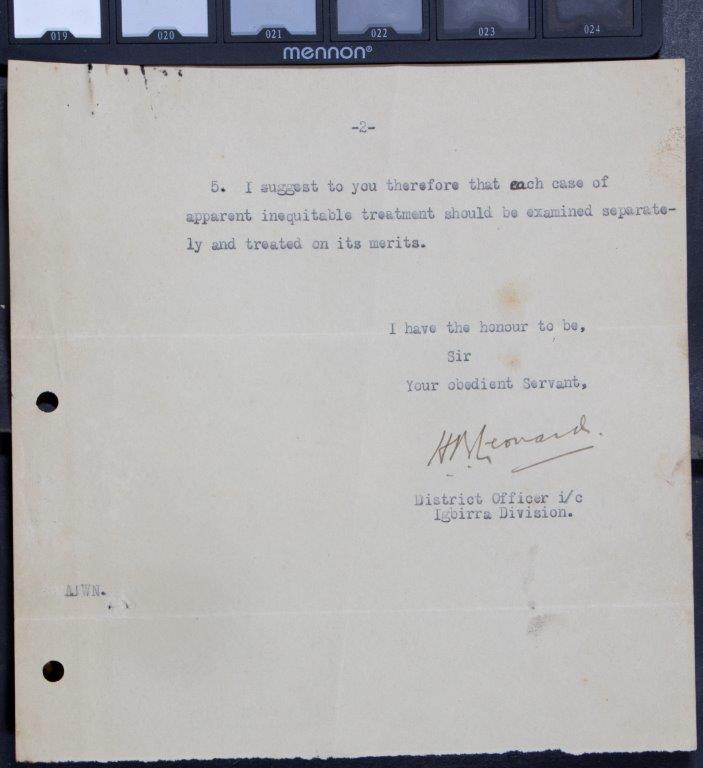 019 020 021 022 023 024
mennon®
-2-
5. I suggest to you therefore that each case of
apparent inequitable treatment should be examined separate-
ly and treated on its merits.
I have the honour to be,
Sir
Your obedient Servant,
H B Leonard.
District Officer i/c
Igbirra Division.
AJWN.